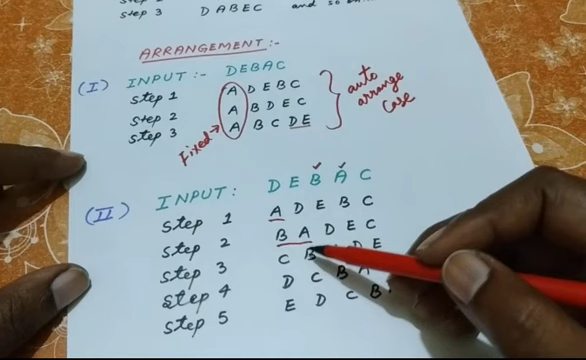 step 3 D A B E C and so on
ARRANGEMENT :-
(I) INPUT :- D E B A C
step 1 A D E B C
step 2 A B D E C
step 3 A B C D E
Fixed
auto arrange case
(II) INPUT : D E B A C
step 1 A D E B C
step 2 B A D E C
step 3 C B D E
step 4 D C B A
step 5 E D C B